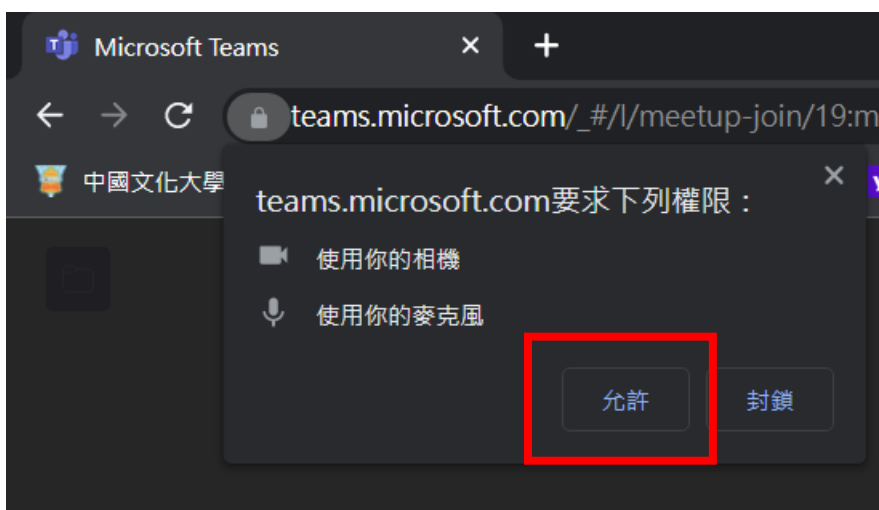 Microsoft Teams
teams.microsoft.com/_#/l/meetup-join/19:m
中國文化大學
teams.microsoft.com要求下列權限：
使用你的相機
使用你的麥克風
允許
封鎖